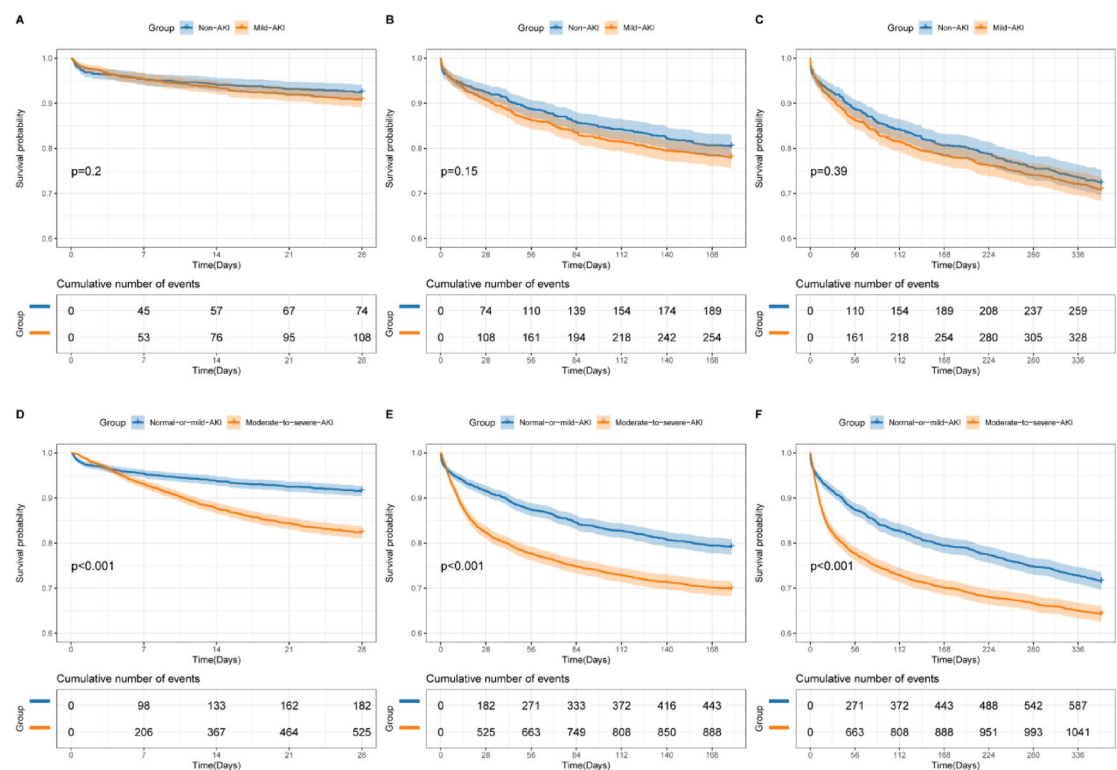 A B C
Group Non-AKI Mild-AKI Group Non-AKI Mild-AKI Group Non-AKI Mild-AKI
1.0 1.0 1.0
0.9 0.9 0.9
0.8 0.8 0.8
Survival probability Survival probability Survival probability
p=0.2 p=0.15 p=0.39
0.7 0.7 0.7
0.6 0.6 0.6
0 7 14 21 28 0 28 56 84 112 140 168 0 56 112 168 224 280 336
Time(Days) Time(Days) Time(Days)
Cumulative number of events Cumulative number of events Cumulative number of events
Group Group Group
0 45 57 67 74 0 74 110 139 154 174 189 0 110 154 189 208 237 259
0 53 76 95 108 0 108 161 194 218 242 254 0 161 218 254 280 305 328
0 7 14 21 28 0 28 56 84 112 140 168 0 56 112 168 224 280 336
Time(Days) Time(Days) Time(Days)
D E F
Group Normal-or-mild-AKI Moderate-to-severe-AKI Group Normal-or-mild-AKI Moderate-to-severe-AKI Group Normal-or-mild-AKI Moderate-to-severe-AKI
1.0 1.0 1.0
0.9 0.9 0.9
0.8 0.8 0.8
Survival probability Survival probability Survival probability
p<0.001 p<0.001 p<0.001
0.7 0.7 0.7
0.6 0.6 0.6
0 7 14 21 28 0 28 56 84 112 140 168 0 56 112 168 224 280 336
Time(Days) Time(Days) Time(Days)
Cumulative number of events Cumulative number of events Cumulative number of events
Group Group Group
0 98 133 162 182 0 182 271 333 372 416 443 0 271 372 443 488 542 587
0 206 367 464 525 0 525 663 749 808 850 888 0 663 808 888 951 993 1041
0 7 14 21 28 0 28 56 84 112 140 168 0 56 112 168 224 280 336
Time(Days) Time(Days) Time(Days)